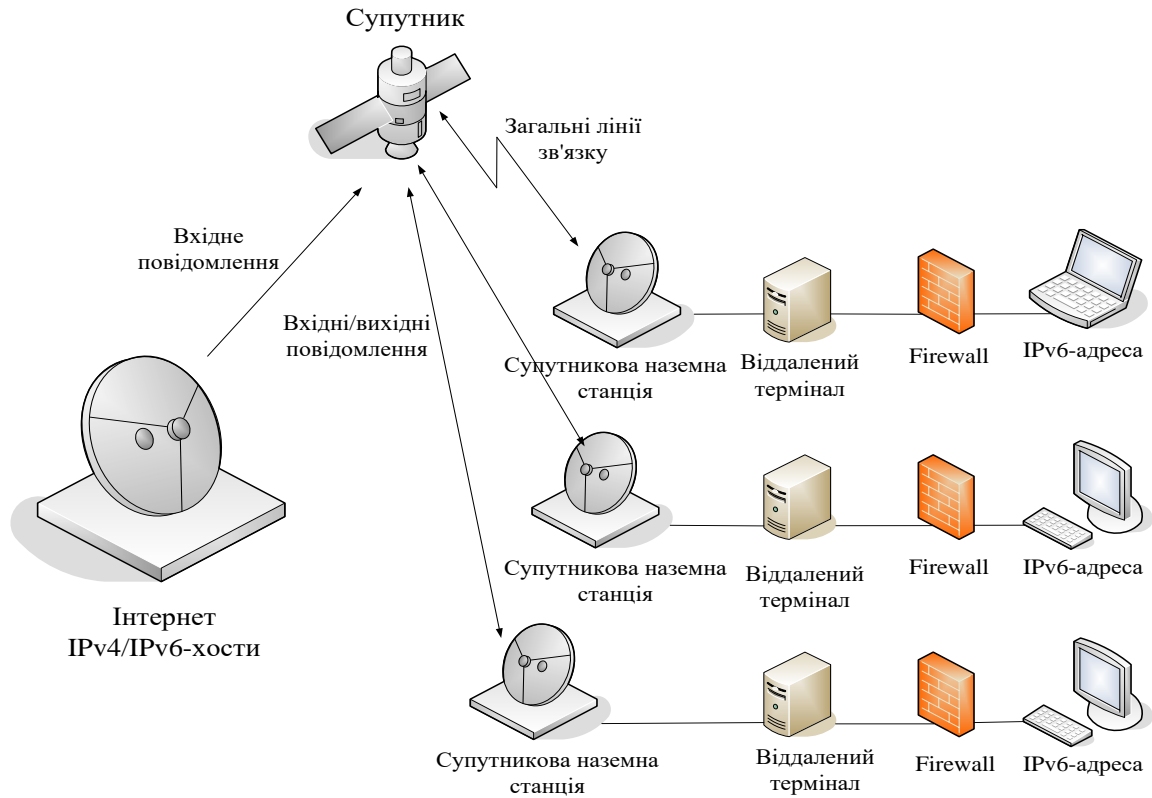 Супутник
Загальні лінії
зв'язку
Вхідне
повідомлення
Вхідні/вихідні
повідомлення
Супутникова наземна
станція
Віддалений
термінал
Firewall
IPv6-адреса
Супутникова наземна
станція
Віддалений
термінал
Firewall
IPv6-адреса
Інтернет
IPv4/IPv6-хости
Супутникова наземна
станція
Віддалений
термінал
Firewall
IPv6-адреса